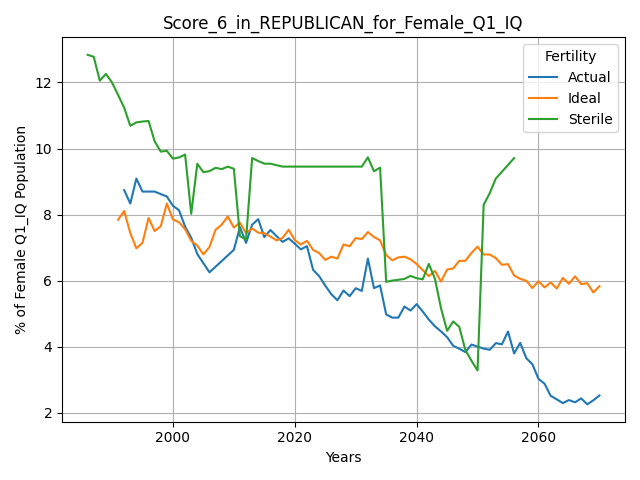 Score_6_in_REPUBLICAN_for_Female_Q1_IQ
% of Female Q1_IQ Population
12
10
8
6
4
2
Fertility
Actual
Ideal
Sterile
2000
2020
2040
2060
Years